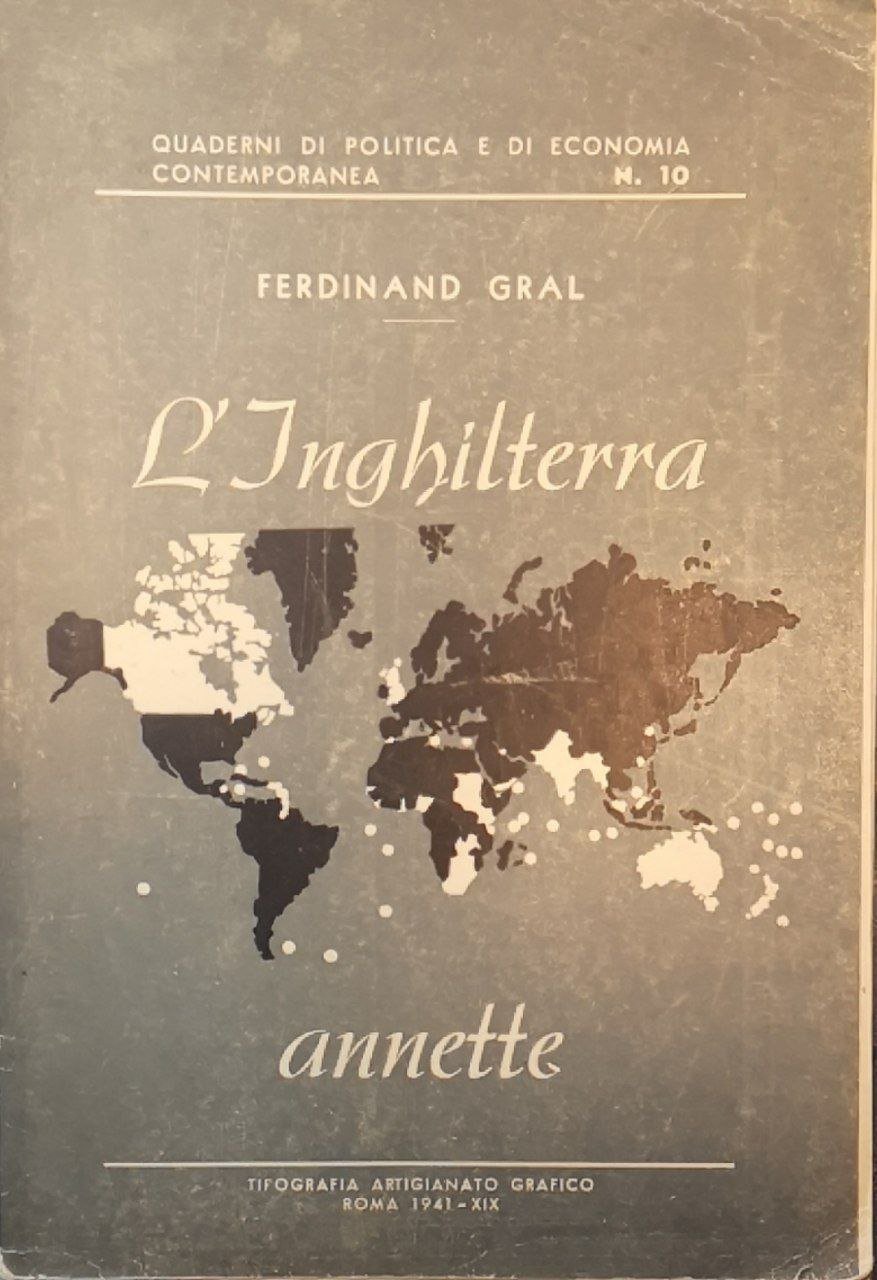 QUADERNI DI POLITICA E DI ECONOMIA
CONTEMPORANEA N. 10
FERDINAND GRAL
L'Inghilterra
annette
TIPOGRAFIA ARTIGIANATO GRAFICO
ROMA 1941-XIX